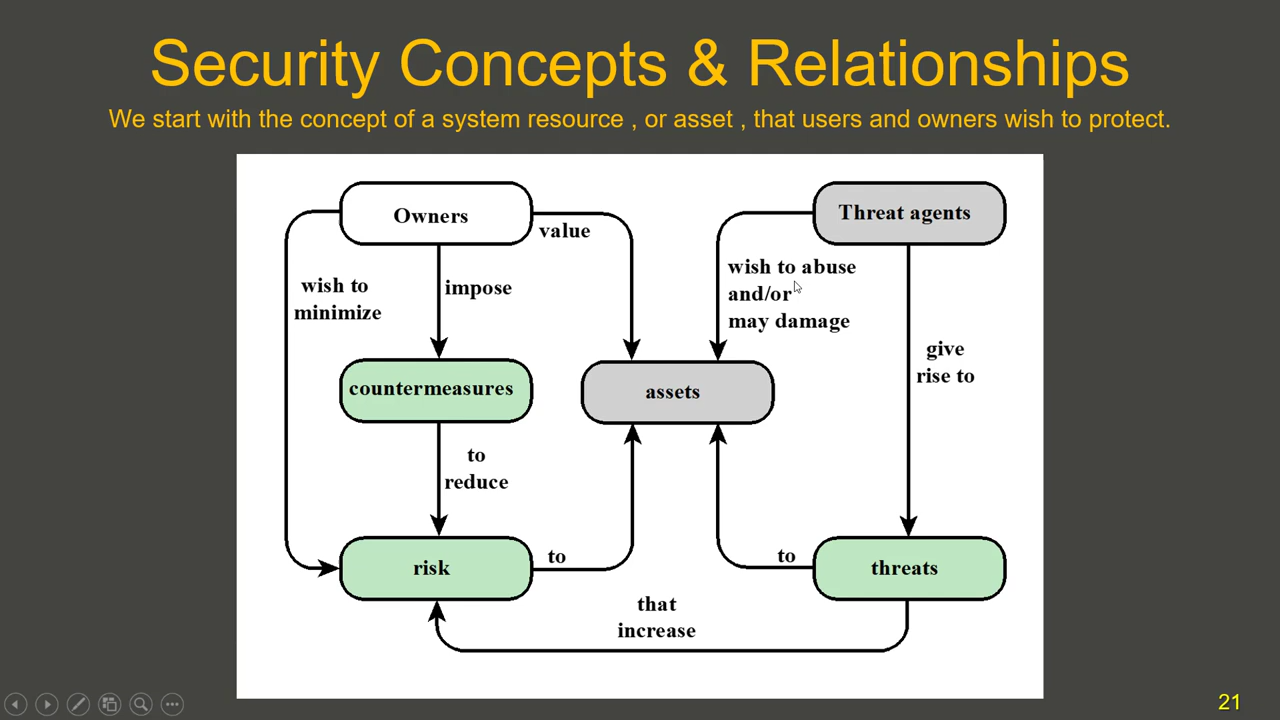 Security Concepts & Relationships
We start with the concept of a system resource , or asset , that users and owners wish to protect.
Owners
Threat agents
value
wish to abuse
and/or
may damage
wish to
minimize
impose
give
rise to
countermeasures
assets
to
reduce
risk
to
to
threats
that
increase
21